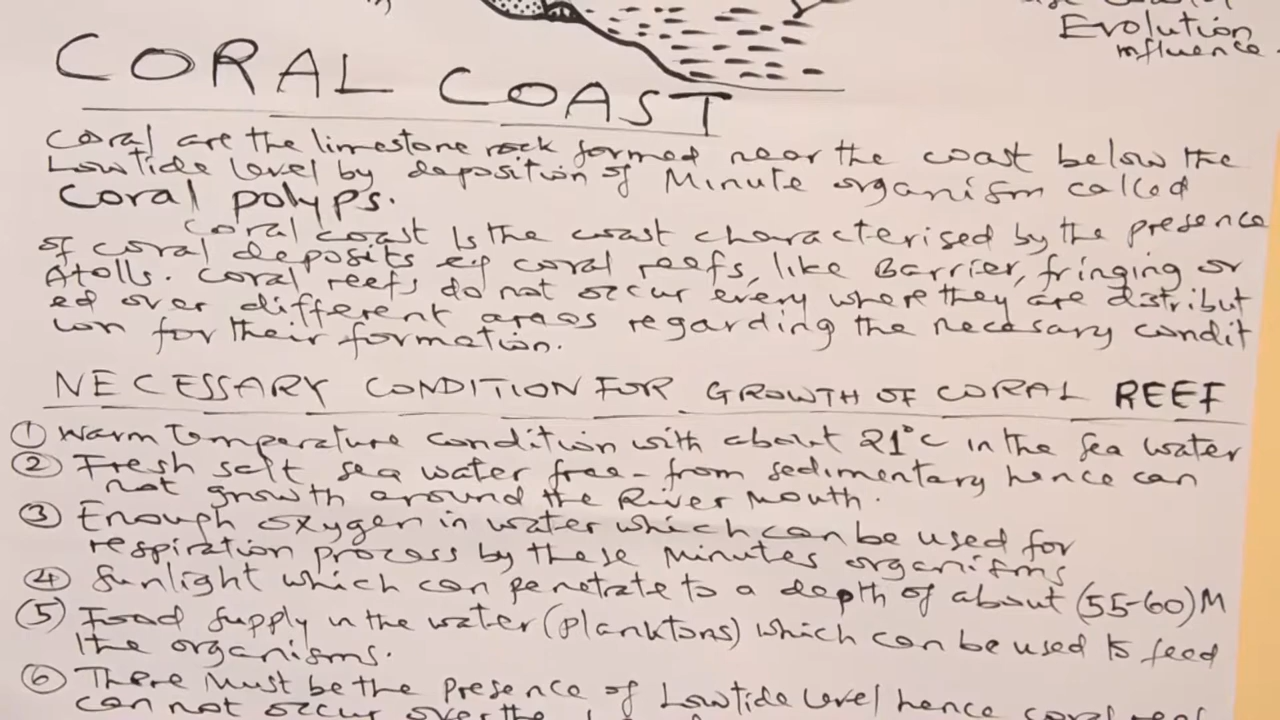 Evolution
influence.
CORAL COAST
Coral are the limestone rock formed near the coast below the
Lowtide level by deposition of Minute organism called
Coral polyps.
Coral coast Is the coast characterised by the presence
of coral deposits eg coral reefs, like Barrier, fringing or
Atolls. Coral reefs do not occur every where they are distribut
ed over different areas regarding the necessary condit
ion for their formation.
NECESSARY CONDITION FOR GROWTH OF CORAL REEF
① Warm temperature condition with about 21°C in the Sea water
② Fresh salt sea water free-from sedimentary hence can
not growth around the River Mouth.
③ Enough oxygen in water which can be used for
respiration process by these Minutes organisms
④ Sunlight which can penetrate to a depth of about (55-60)M
⑤ Food Supply in the water (planktons) which can be used to feed
the organisms.
⑥ There Must be the presence of Lowtide level hence coral
can not occur over the